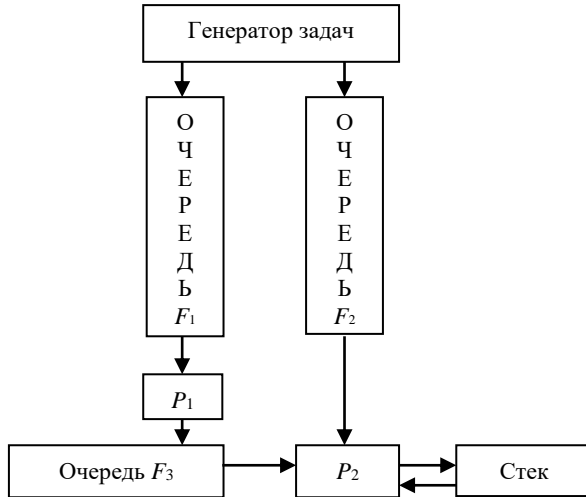 Генератор задач
О
Ч
Е
Р
Е
Д
Ь
F₁
О
Ч
Е
Р
Е
Д
Ь
F₂
P₁
Очередь F₃
P₂
Стек